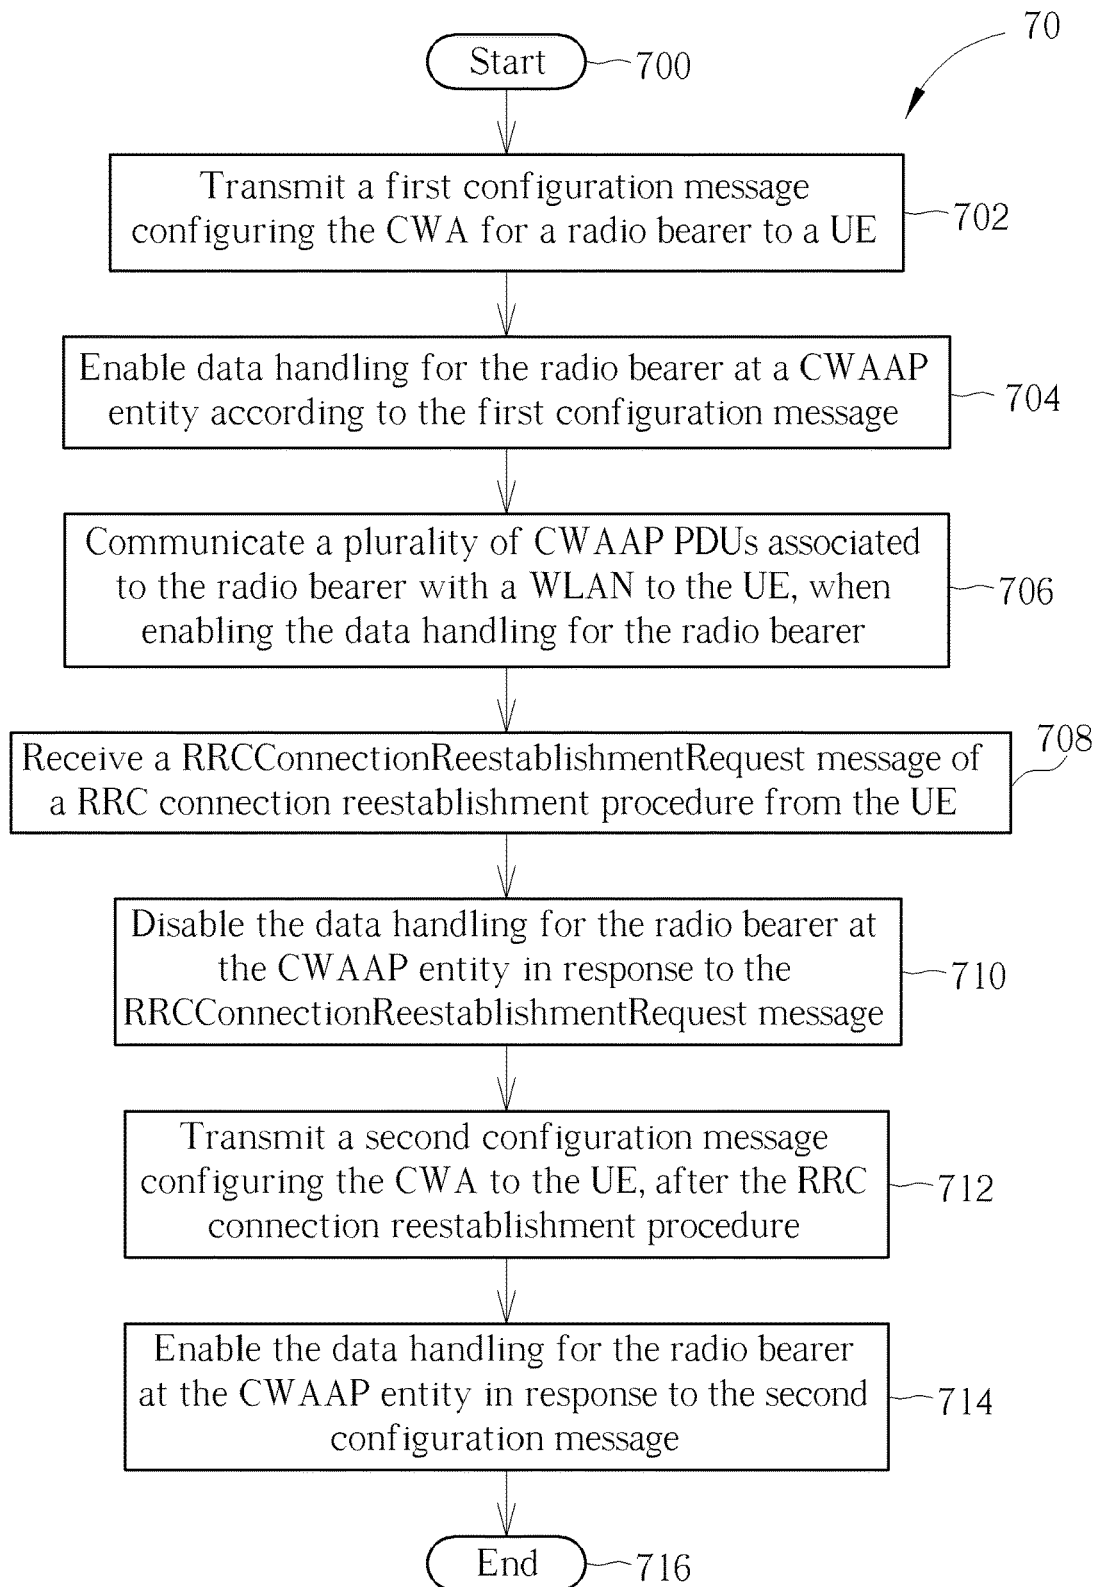 70
Start
700
Transmit a first configuration message
configuring the CWA for a radio bearer to a UE
702
Enable data handling for the radio bearer at a CWAAP
entity according to the first configuration message
704
Communicate a plurality of CWAAP PDUs associated
to the radio bearer with a WLAN to the UE, when
enabling the data handling for the radio bearer
706
Receive a RRCConnectionReestablishmentRequest message of
a RRC connection reestablishment procedure from the UE
708
Disable the data handling for the radio bearer at
the CWAAP entity in response to the
RRCConnectionReestablishmentRequest message
710
Transmit a second configuration message
configuring the CWA to the UE, after the RRC
connection reestablishment procedure
712
Enable the data handling for the radio bearer
at the CWAAP entity in response to the second
configuration message
714
End
716